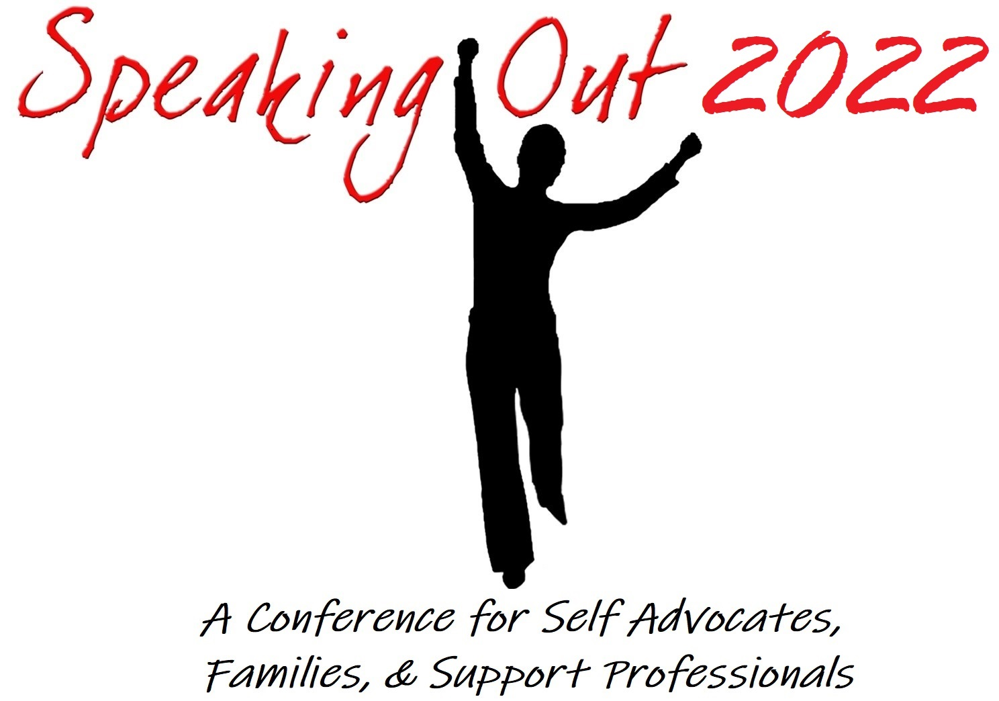 Speaking Out 2022
A Conference for Self Advocates,
Families, & Support Professionals